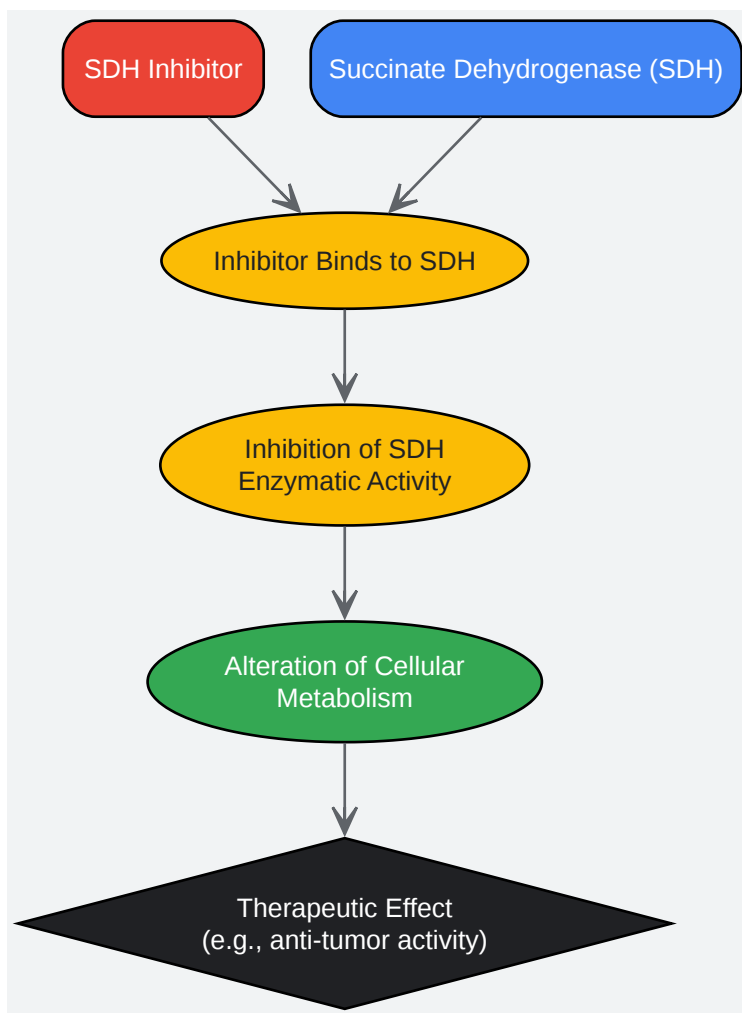 SDH Inhibitor
Succinate Dehydrogenase (SDH)
Inhibitor Binds to SDH
Inhibition of SDH
Enzymatic Activity
Alteration of Cellular
Metabolism
Therapeutic Effect
(e.g., anti-tumor activity)